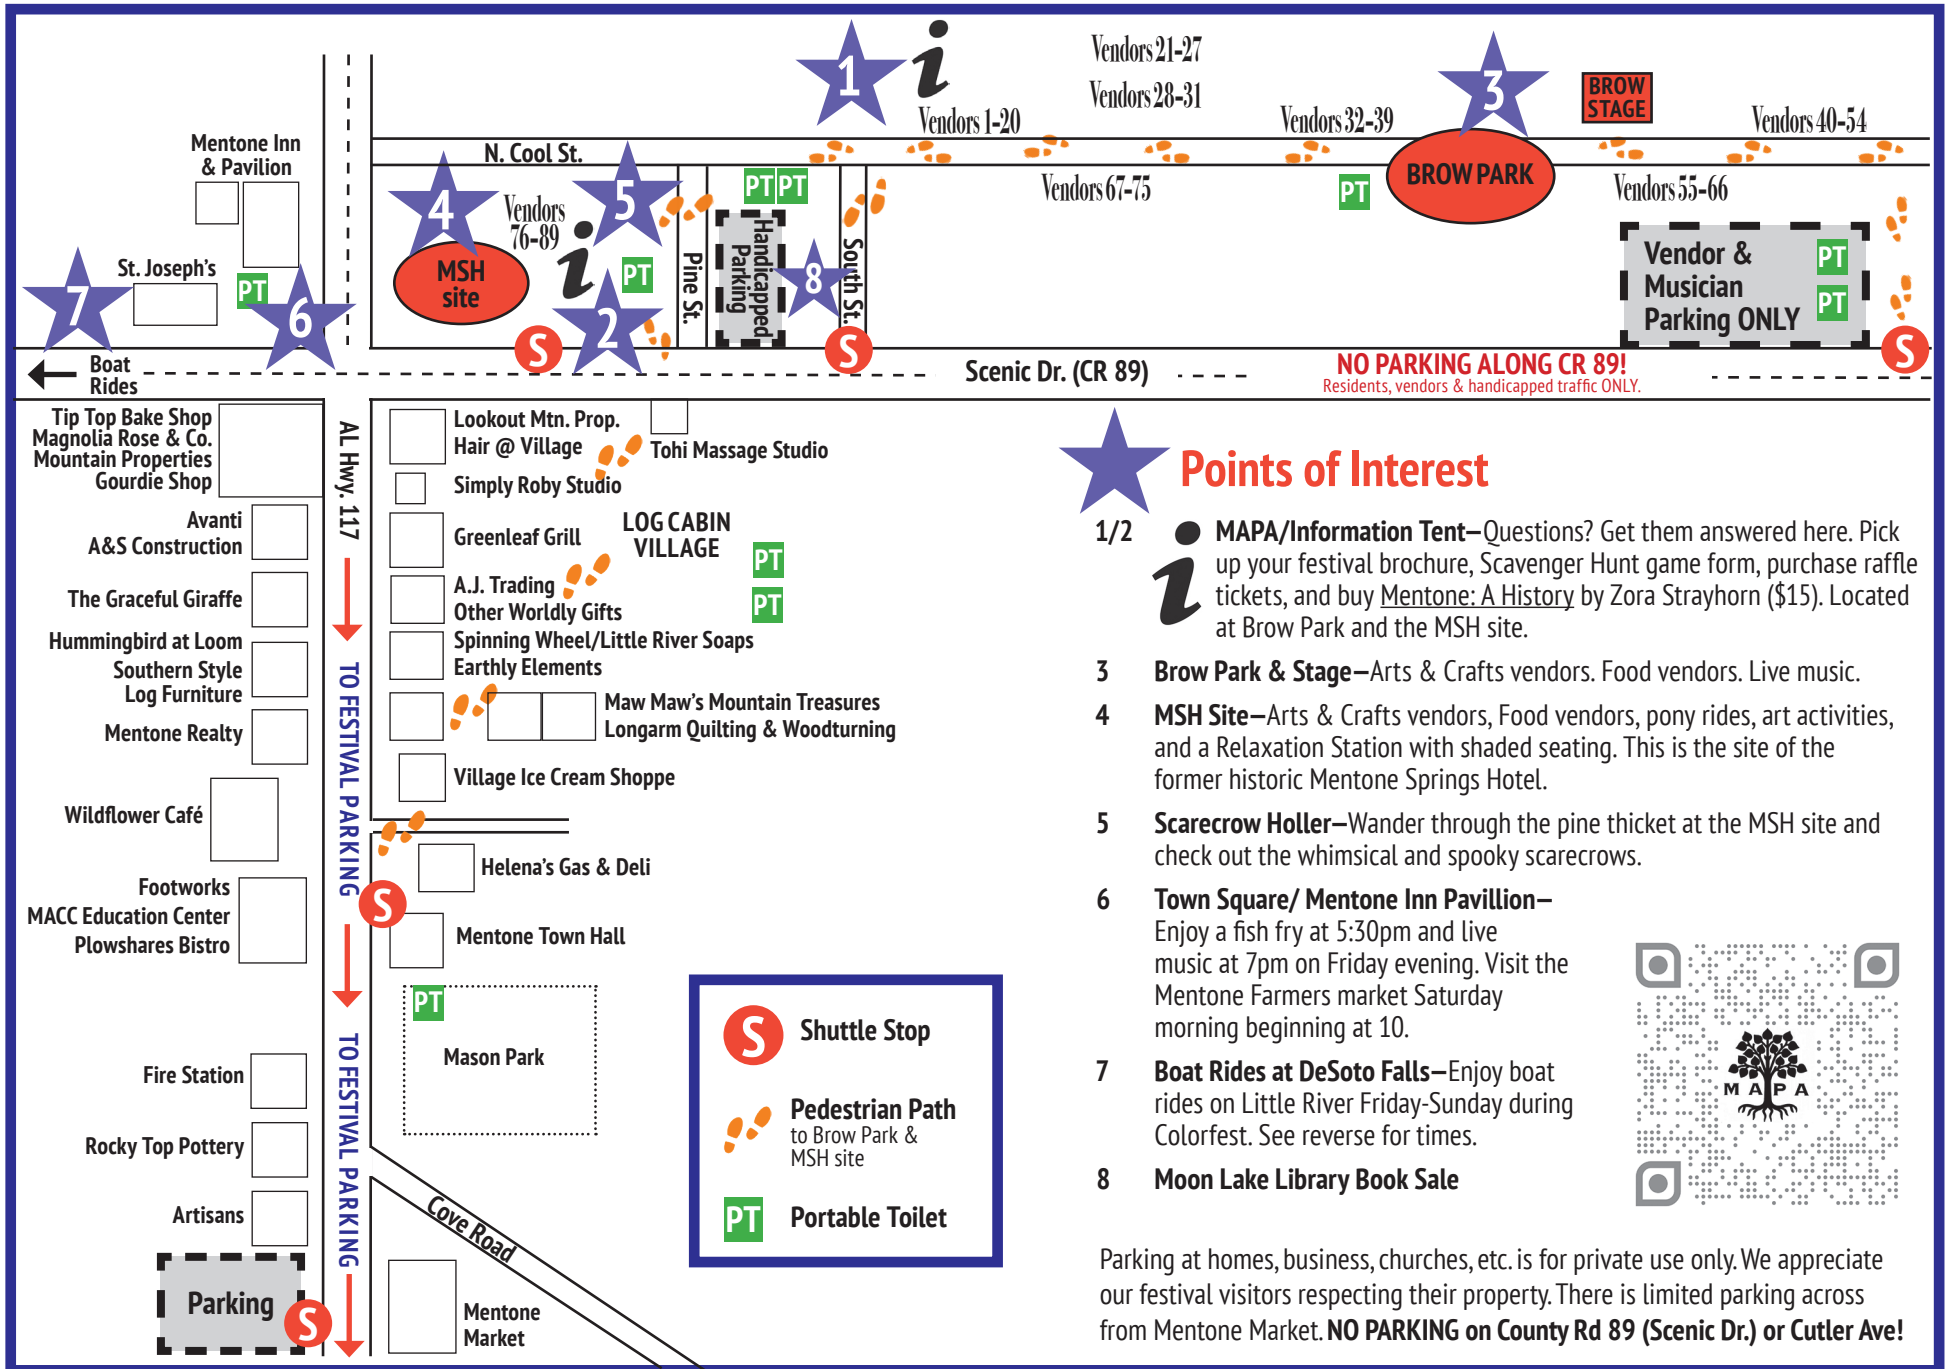 1
i
Vendors 21-27
Vendors 28-31
Vendors 1-20
Vendors 32-39
3
BROW
STAGE
Vendors 40-54
Mentone Inn
& Pavilion
N. Cool St.
BROW PARK
4
Vendors
76-89
5
PT PT
Vendors 67-75
PT
Vendors 55-66
St. Joseph's
PT
7
6
MSH
site
i
PT
2
Pine St.
Handicapped
Parking
8
South St.
Vendor &
Musician
Parking ONLY
PT
PT
S
S
S
Boat
Rides
Scenic Dr. (CR 89)
NO PARKING ALONG CR 89!
Residents, vendors & handicapped traffic ONLY.
Tip Top Bake Shop
Magnolia Rose & Co.
Mountain Properties
Gourdie Shop
Avanti
A&S Construction
The Graceful Giraffe
Hummingbird at Loom
Southern Style
Log Furniture
Mentone Realty
Wildflower Café
Footworks
MACC Education Center
Plowshares Bistro
Fire Station
Rocky Top Pottery
Artisans
Parking
S
AL Hwy. 117
TO FESTIVAL PARKING
TO FESTIVAL PARKING
Lookout Mtn. Prop.
Hair @ Village
Tohi Massage Studio
Simply Roby Studio
Greenleaf Grill
LOG CABIN
VILLAGE
PT
PT
A.J. Trading
Other Worldly Gifts
Spinning Wheel/Little River Soaps
Earthly Elements
Maw Maw's Mountain Treasures
Longarm Quilting & Woodturning
Village Ice Cream Shoppe
Helena's Gas & Deli
S
Mentone Town Hall
PT
Mason Park
Cove Road
Mentone
Market
S Shuttle Stop
Pedestrian Path
to Brow Park &
MSH site
PT Portable Toilet
Points of Interest
1/2 i MAPA/Information Tent—Questions? Get them answered here. Pick
up your festival brochure, Scavenger Hunt game form, purchase raffle
tickets, and buy Mentone: A History by Zora Strayhorn ($15). Located
at Brow Park and the MSH site.
3 Brow Park & Stage—Arts & Crafts vendors. Food vendors. Live music.
4 MSH Site—Arts & Crafts vendors, Food vendors, pony rides, art activities,
and a Relaxation Station with shaded seating. This is the site of the
former historic Mentone Springs Hotel.
5 Scarecrow Holler—Wander through the pine thicket at the MSH site and
check out the whimsical and spooky scarecrows.
6 Town Square/ Mentone Inn Pavillion—
Enjoy a fish fry at 5:30pm and live
music at 7pm on Friday evening. Visit the
Mentone Farmers market Saturday
morning beginning at 10.
7 Boat Rides at DeSoto Falls—Enjoy boat
rides on Little River Friday-Sunday during
Colorfest. See reverse for times.
8 Moon Lake Library Book Sale
MAPA
Parking at homes, business, churches, etc. is for private use only. We appreciate
our festival visitors respecting their property. There is limited parking across
from Mentone Market. NO PARKING on County Rd 89 (Scenic Dr.) or Cutler Ave!